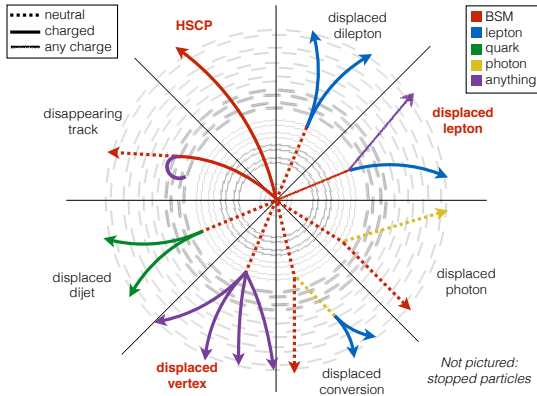 neutral
charged
any charge
HSCP
displaced
dilepton
BSM
lepton
quark
photon
anything
disappearing
track
displaced
lepton
displaced
dijet
displaced
photon
displaced
vertex
displaced
conversion
Not pictured:
stopped particles